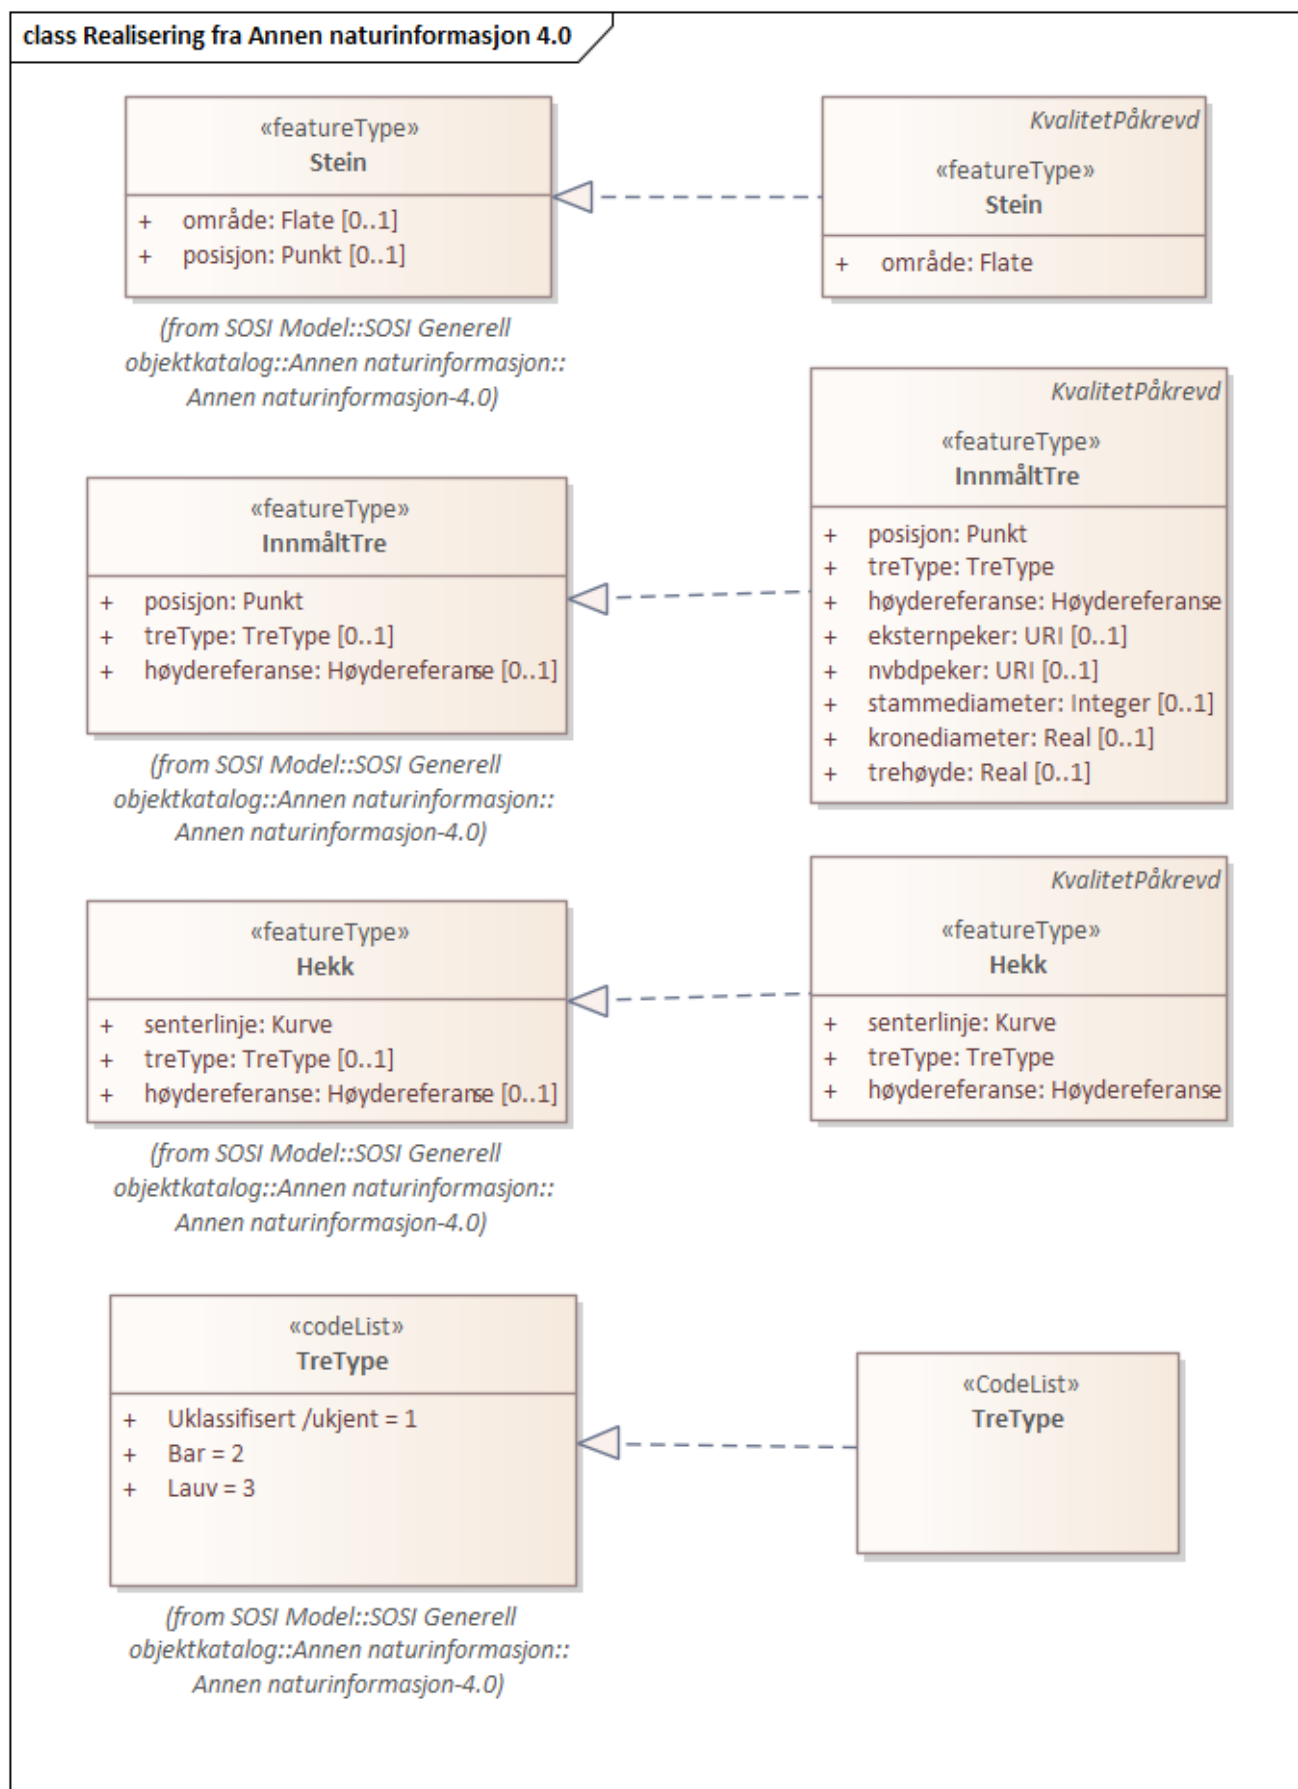 class Realisering fra Annen naturinformasjon 4.0
«featureType»
Stein
+ område: Flate [0..1]
+ posisjon: Punkt [0..1]
(from SOSI Model::SOSI Generell
objektkatalog::Annen naturinformasjon::
Annen naturinformasjon-4.0)
KvalitetPåkrevd
«featureType»
Stein
+ område: Flate
«featureType»
InnmåltTre
+ posisjon: Punkt
+ treType: TreType [0..1]
+ høydereferanse: Høydereferanse [0..1]
(from SOSI Model::SOSI Generell
objektkatalog::Annen naturinformasjon::
Annen naturinformasjon-4.0)
KvalitetPåkrevd
«featureType»
InnmåltTre
+ posisjon: Punkt
+ treType: TreType
+ høydereferanse: Høydereferanse
+ eksternpeker: URI [0..1]
+ nvbdpeker: URI [0..1]
+ stammediameter: Integer [0..1]
+ kronediameter: Real [0..1]
+ trehøyde: Real [0..1]
«featureType»
Hekk
+ senterlinje: Kurve
+ treType: TreType [0..1]
+ høydereferanse: Høydereferanse [0..1]
(from SOSI Model::SOSI Generell
objektkatalog::Annen naturinformasjon::
Annen naturinformasjon-4.0)
KvalitetPåkrevd
«featureType»
Hekk
+ senterlinje: Kurve
+ treType: TreType
+ høydereferanse: Høydereferanse
«codeList»
TreType
+ Uklassifisert /ukjent = 1
+ Bar = 2
+ Lauv = 3
(from SOSI Model::SOSI Generell
objektkatalog::Annen naturinformasjon::
Annen naturinformasjon-4.0)
«CodeList»
TreType